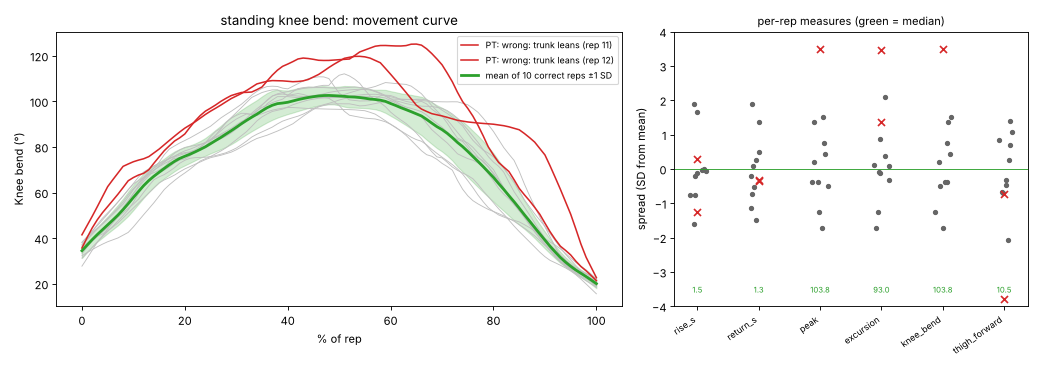 standing knee bend: movement curve
Knee bend (°)
120
100
80
60
40
20
0
20
40
60
80
100
% of rep
PT: wrong: trunk leans (rep 11)
PT: wrong: trunk leans (rep 12)
mean of 10 correct reps ±1 SD
per-rep measures (green = median)
spread (SD from mean)
4
3
2
1
0
−1
−2
−3
−4
1.5
1.3
103.8
93.0
103.8
10.5
rise_s
return_s
peak
excursion
knee_bend
thigh_forward